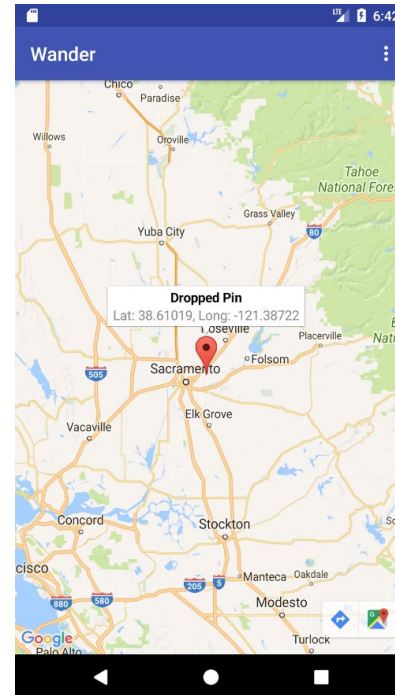 LTE 6:42
Wander
Chico
Paradise
Willows
Oroville
Tahoe
National Fore
Grass Valley
Yuba City
80
Dropped Pin
Lat: 38.61019, Long: -121.38722
Roseville
Placerville
Sacramento
Folsom
505
Elk Grove
Vacaville
Concord
Stockton
cisco
Manteca
Oakdale
205
5
580
880
Modesto
Google
Turlock
Palo Alto